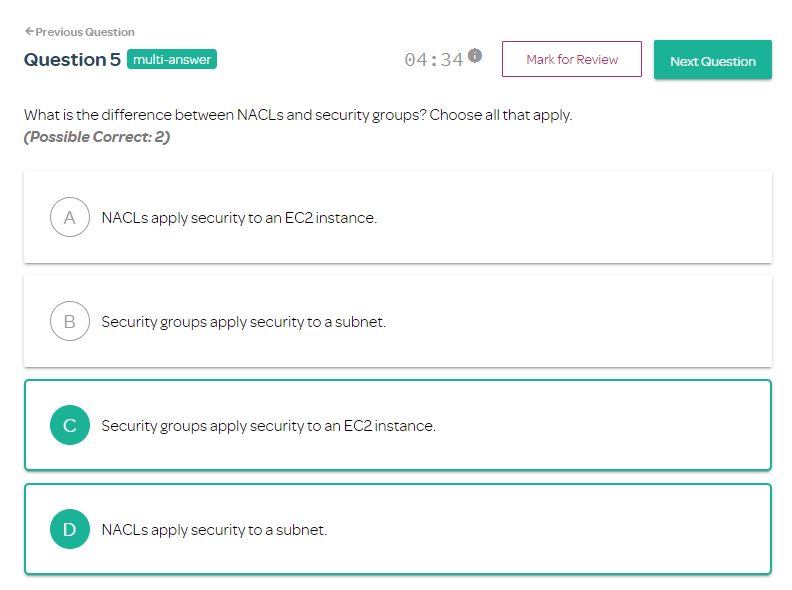 ←Previous Question
Question 5 multi-answer 04:34 i Mark for Review Next Question
What is the difference between NACLs and security groups? Choose all that apply.
(Possible Correct: 2)
A NACLs apply security to an EC2 instance.
B Security groups apply security to a subnet.
C Security groups apply security to an EC2 instance.
D NACLs apply security to a subnet.